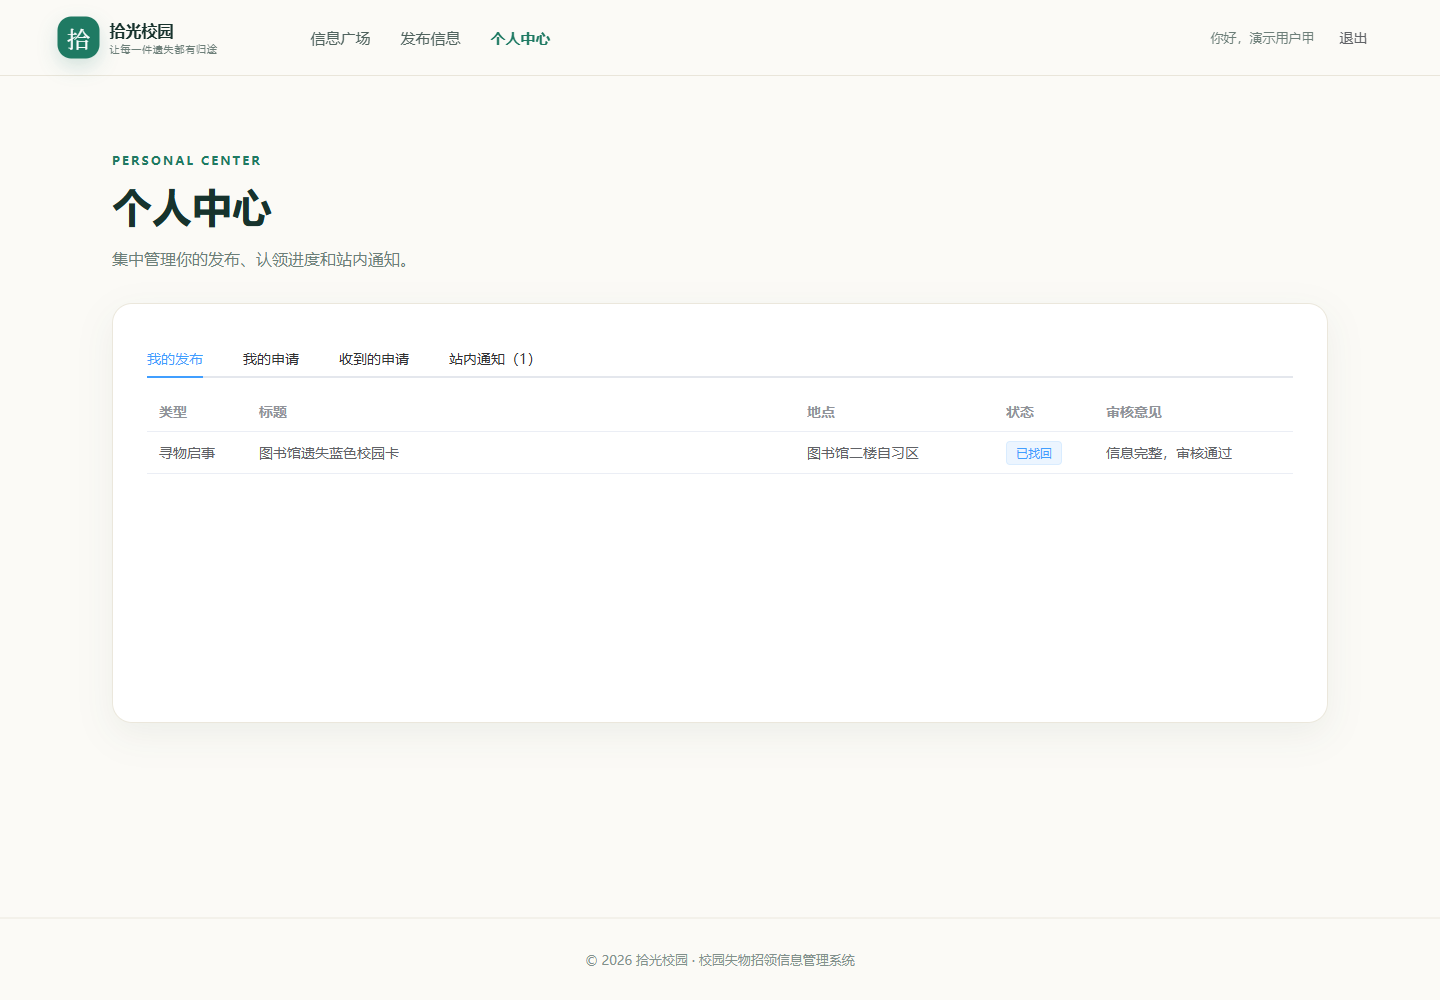 拾
拾光校园
让每一件遗失都有归途
信息广场 发布信息 个人中心
你好，演示用户甲 退出
PERSONAL CENTER
个人中心
集中管理你的发布、认领进度和站内通知。
我的发布 我的申请 收到的申请 站内通知（1）
类型 标题 地点 状态 审核意见
寻物启事 图书馆遗失蓝色校园卡 图书馆二楼自习区 已找回 信息完整，审核通过
© 2026 拾光校园 · 校园失物招领信息管理系统